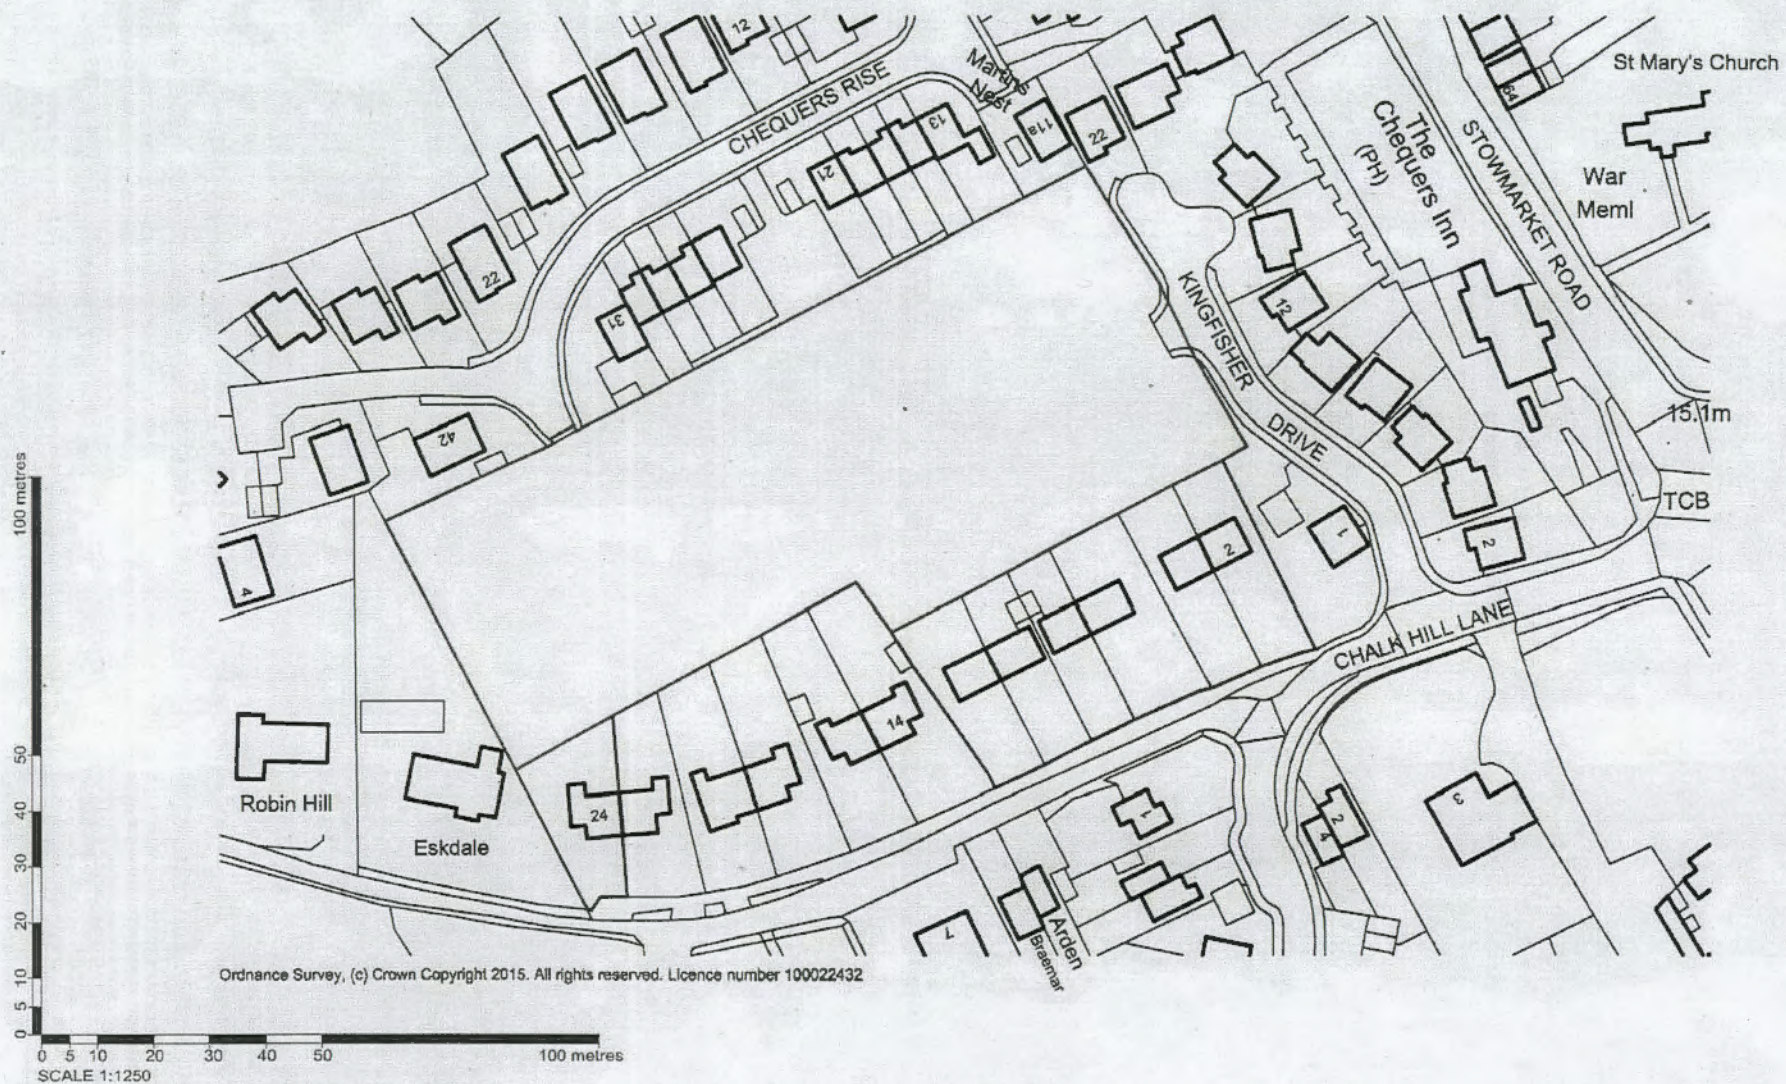 12
St Mary's Church
CHEQUERS RISE
Martins
Nest
64
13
11a
22
The
Chequers Inn
(PH)
STOWMARKET ROAD
War
Meml
21
22
31
KINGFISHER
DRIVE
12
42
15.1m
TCB
4
1
2
2
CHALK HILL LANE
14
24
Robin Hill
Eskdale
1
2
4
3
7
Arden
Braemar
Ordnance Survey, (c) Crown Copyright 2015. All rights reserved. Licence number 100022432
100 metres
50
40
30
20
10
5
0
0 5 10 20 30 40 50 100 metres
SCALE 1:1250